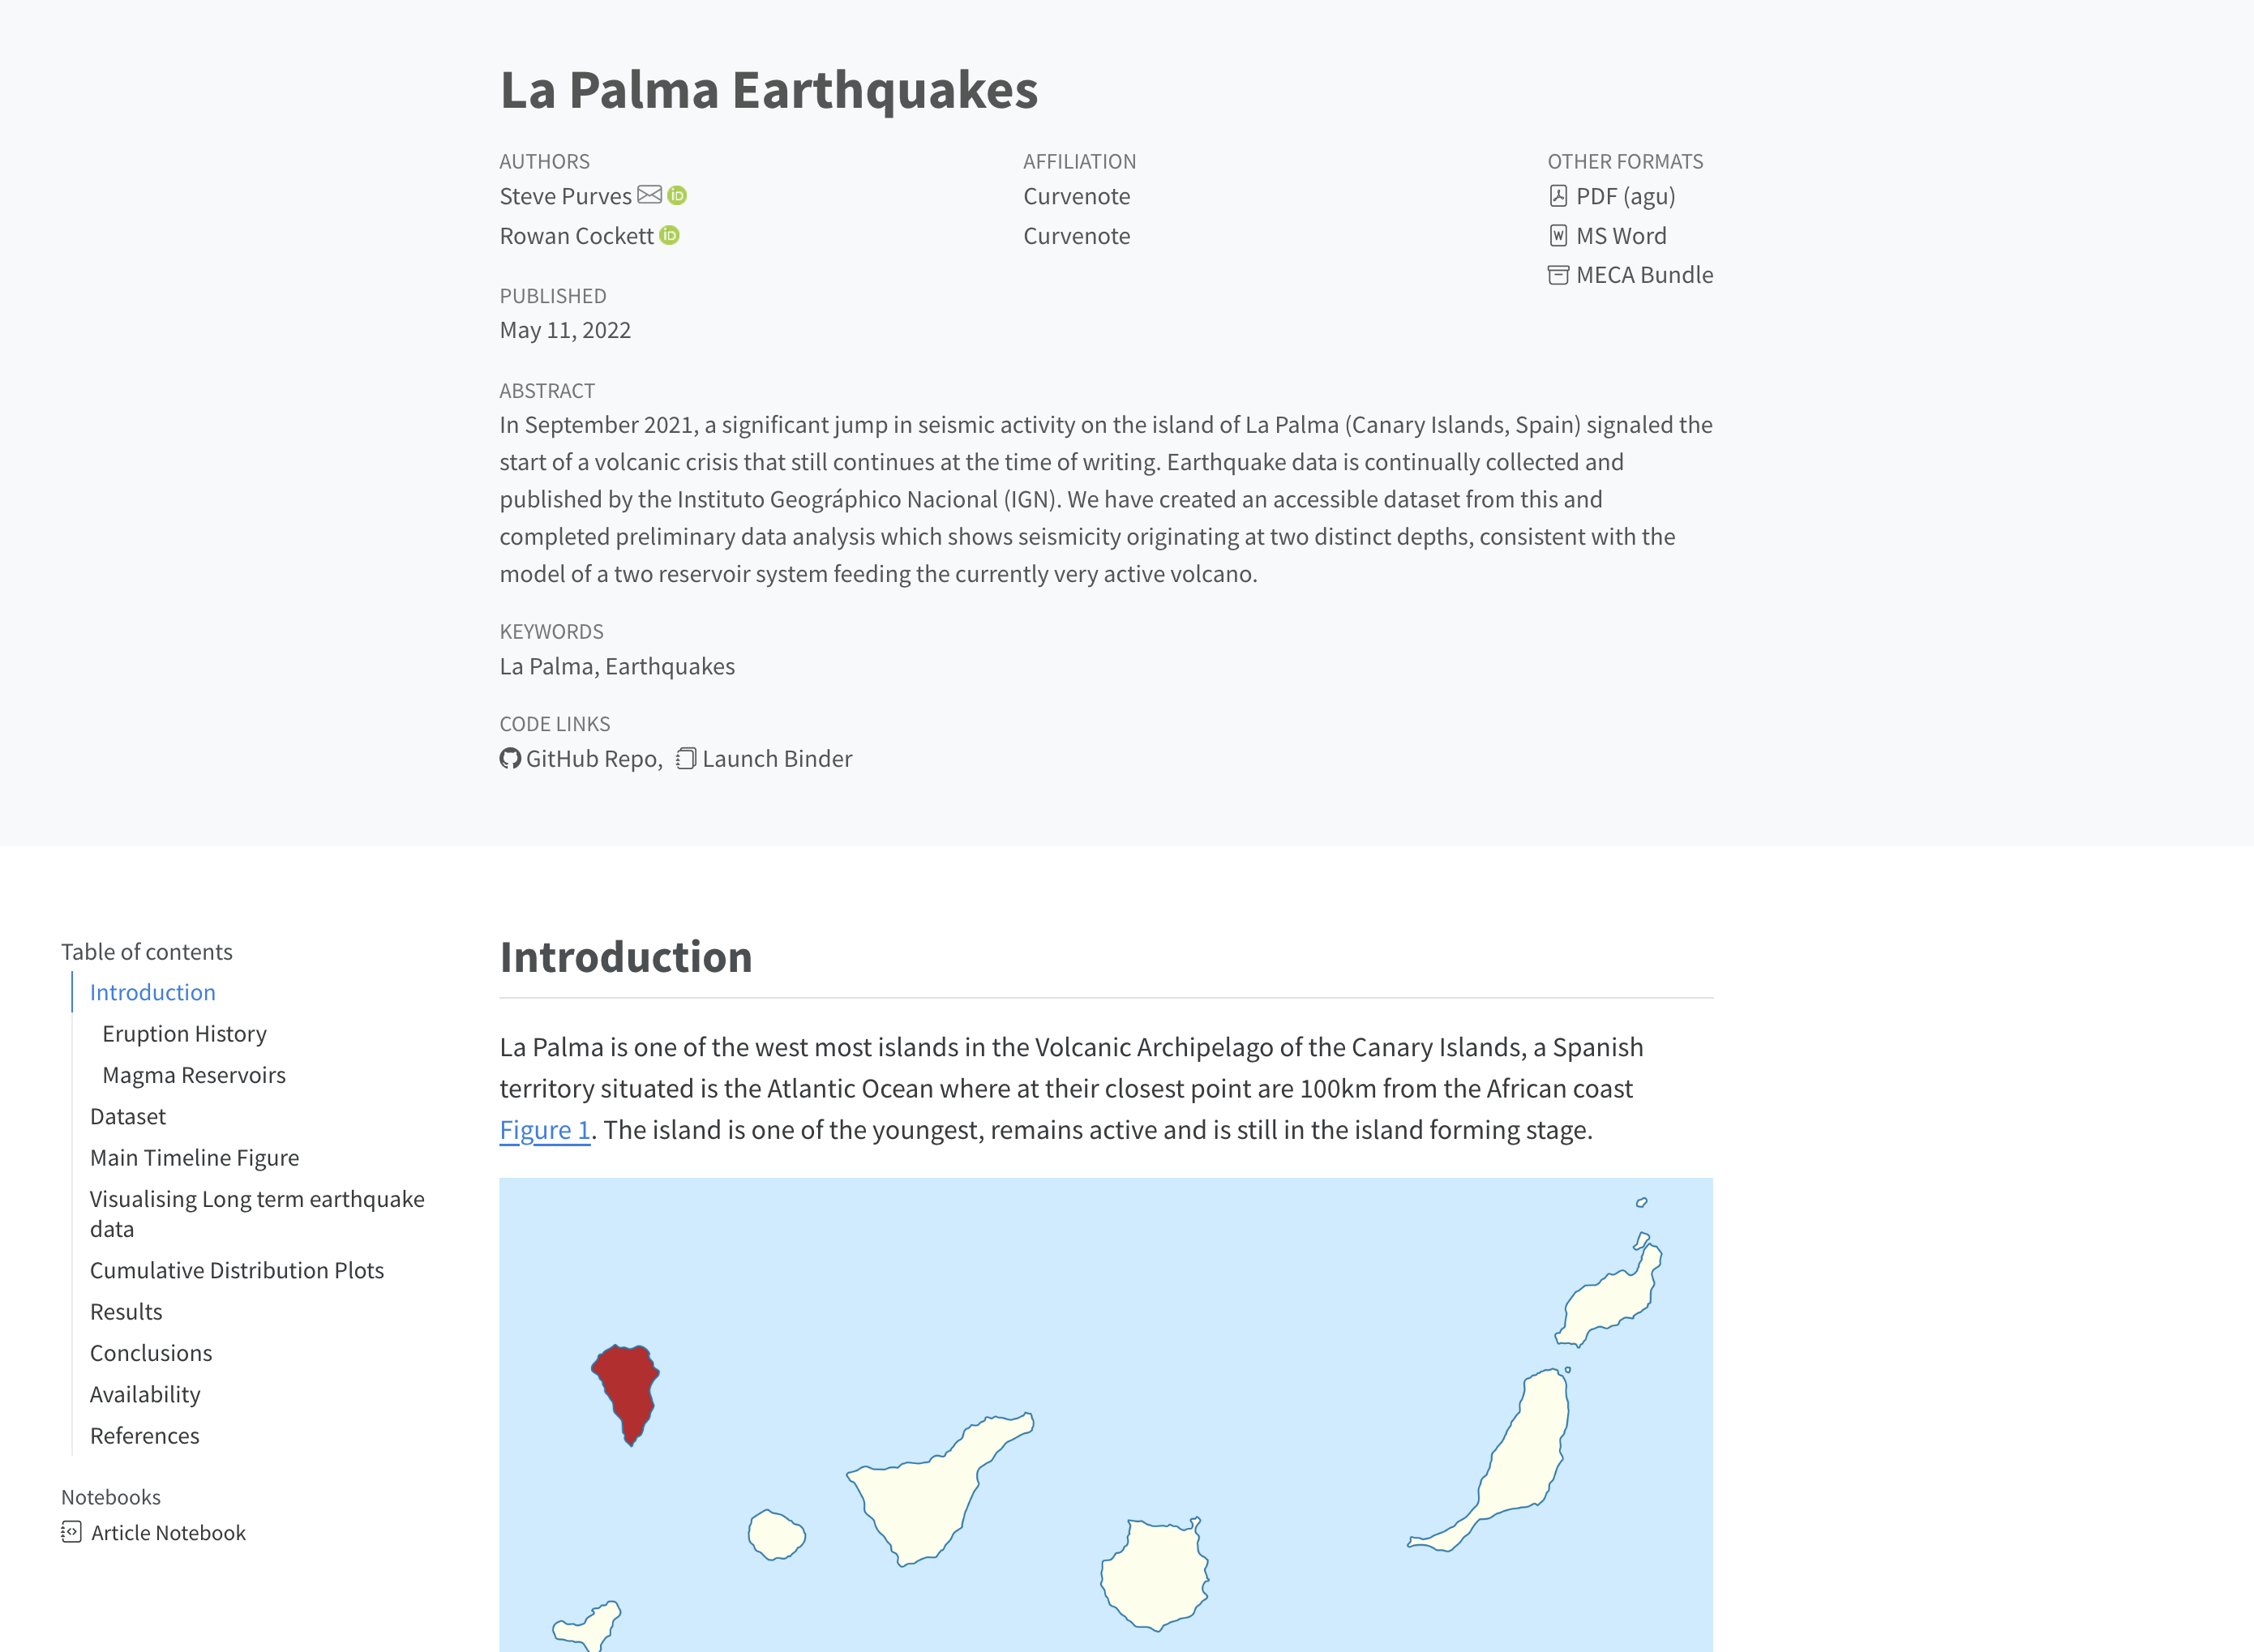 La Palma Earthquakes
AUTHORS
AFFILIATION
OTHER FORMATS
Steve Purves
Curvenote
PDF (agu)
Rowan Cockett
Curvenote
MS Word
MECA Bundle
PUBLISHED
May 11, 2022
ABSTRACT
In September 2021, a significant jump in seismic activity on the island of La Palma (Canary Islands, Spain) signaled the
start of a volcanic crisis that still continues at the time of writing. Earthquake data is continually collected and
published by the Instituto Geográphico Nacional (IGN). We have created an accessible dataset from this and
completed preliminary data analysis which shows seismicity originating at two distinct depths, consistent with the
model of a two reservoir system feeding the currently very active volcano.
KEYWORDS
La Palma, Earthquakes
CODE LINKS
GitHub Repo, Launch Binder
Table of contents
Introduction
Eruption History
Magma Reservoirs
Dataset
Main Timeline Figure
Visualising Long term earthquake
data
Cumulative Distribution Plots
Results
Conclusions
Availability
References
Notebooks
Article Notebook
Introduction
La Palma is one of the west most islands in the Volcanic Archipelago of the Canary Islands, a Spanish
territory situated is the Atlantic Ocean where at their closest point are 100km from the African coast
Figure 1. The island is one of the youngest, remains active and is still in the island forming stage.